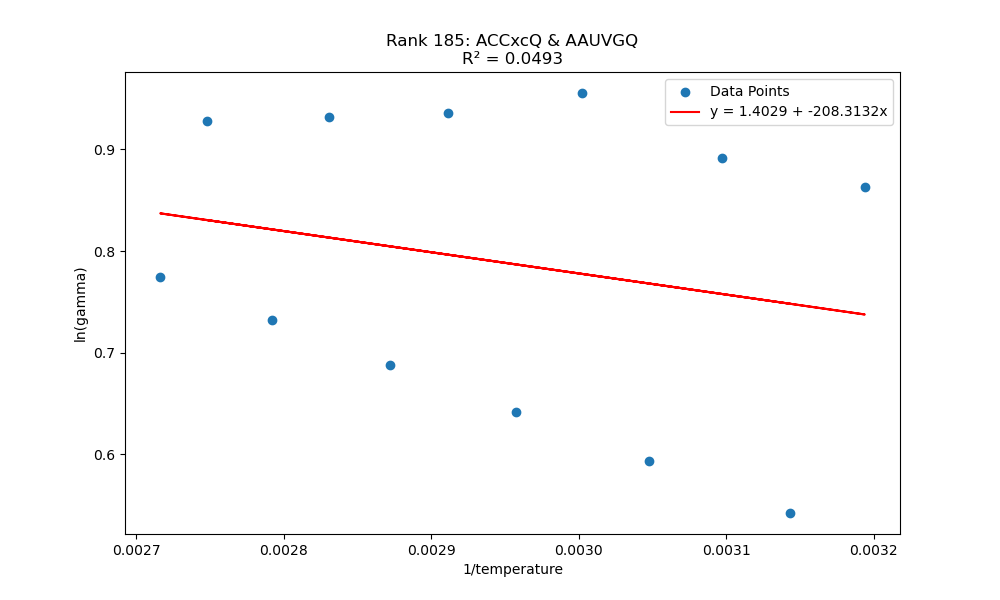 Rank 185: ACCxcQ & AAUVGQ
R² = 0.0493
Data Points
y = 1.4029 + -208.3132x
ln(gamma)
0.9
0.8
0.7
0.6
0.0027
0.0028
0.0029
0.0030
0.0031
0.0032
1/temperature